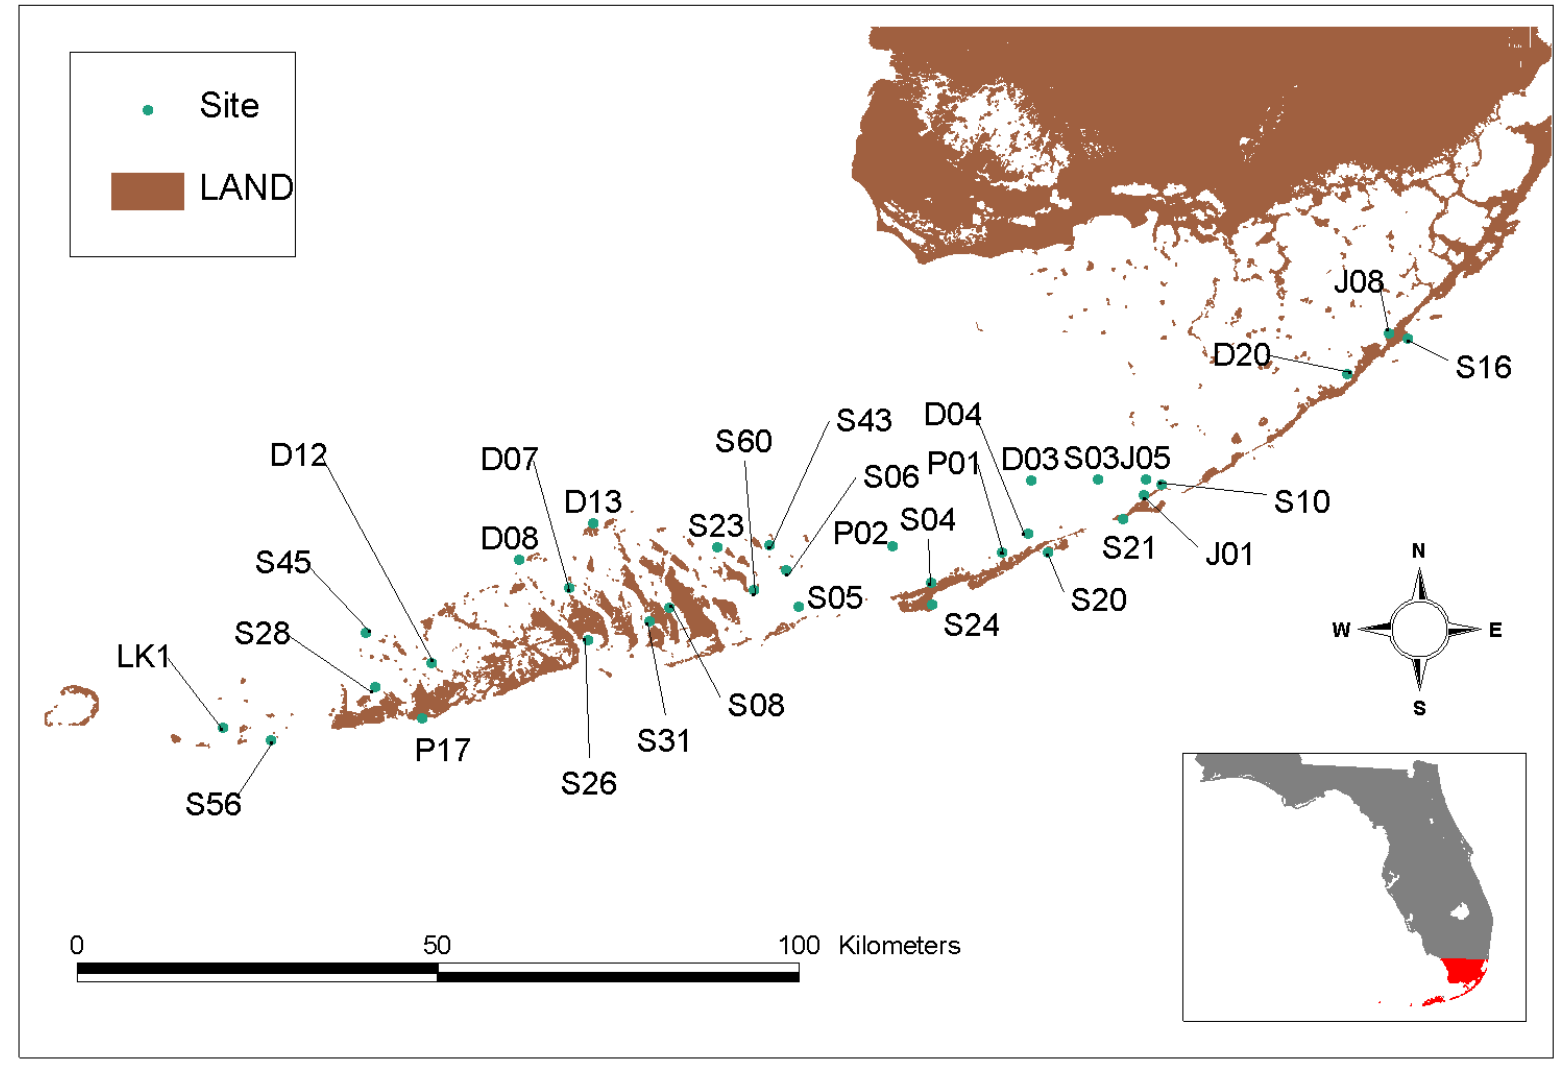 Site
LAND
J08
D20
S16
S43
D04
S60
D12
D07
P01
D03
S03
J05
S06
D13
S10
S23
P02
S04
D08
S21
J01
S45
S05
S20
S24
S28
LK1
S08
S31
P17
S26
S56
N
W
E
S
0 50 100 Kilometers